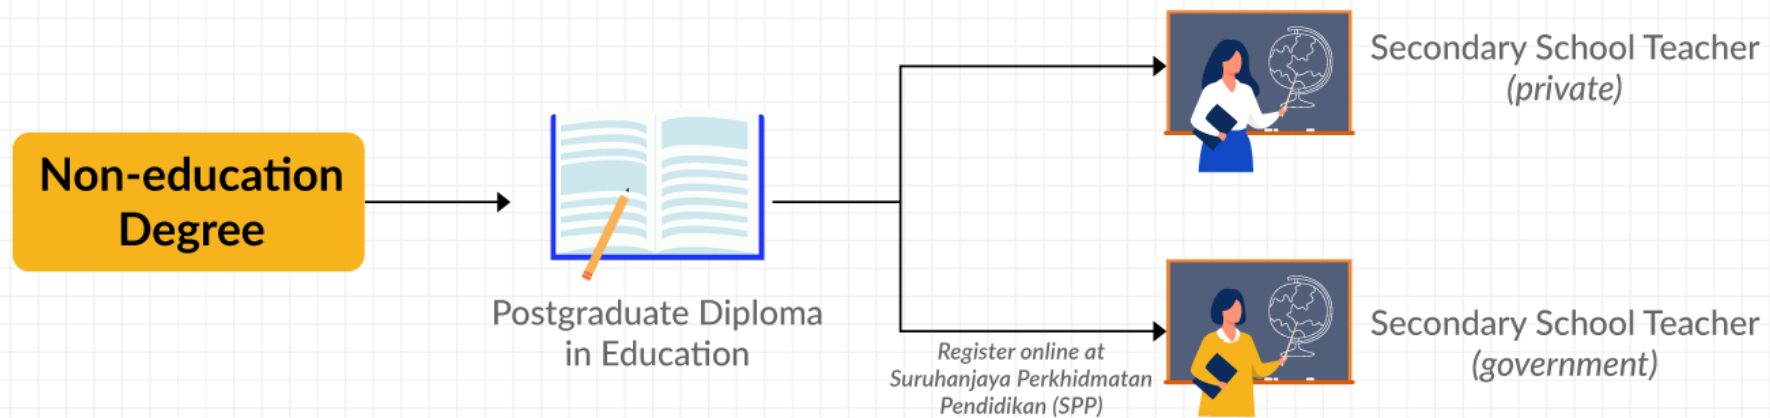 Non-education
Degree
Postgraduate Diploma
in Education
Secondary School Teacher
(private)
Register online at
Suruhanjaya Perkhidmatan
Pendidikan (SPP)
Secondary School Teacher
(government)